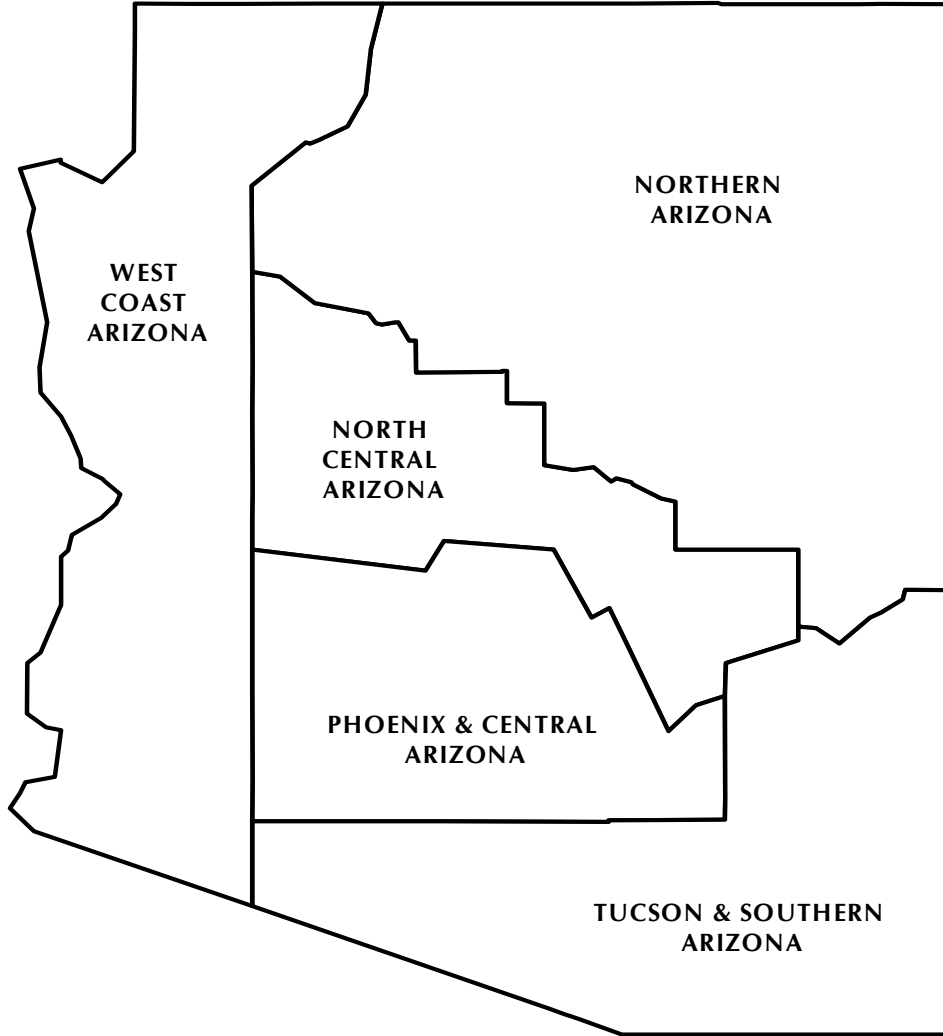 NORTHERN
ARIZONA
WEST
COAST
ARIZONA
NORTH
CENTRAL
ARIZONA
PHOENIX & CENTRAL
ARIZONA
TUCSON & SOUTHERN
ARIZONA